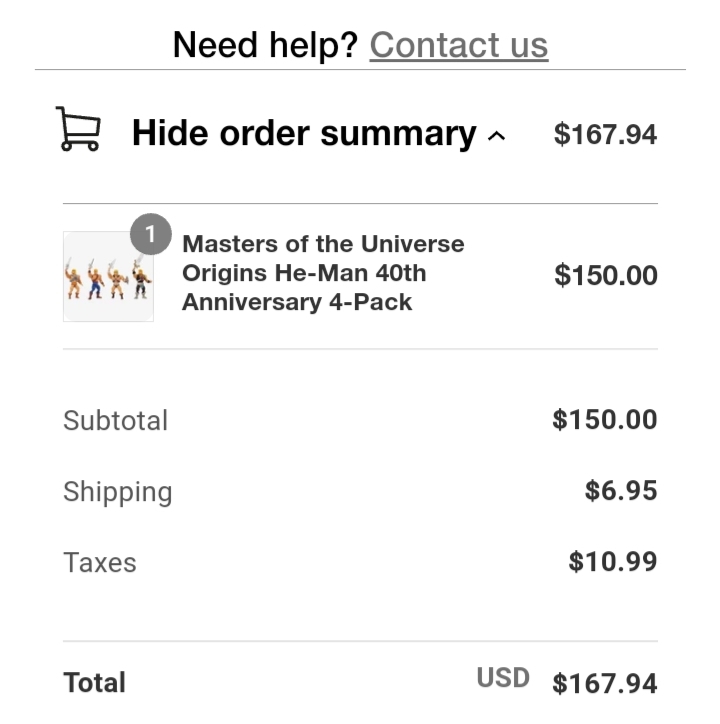 Need help? Contact us
Hide order summary $167.94
1
Masters of the Universe
Origins He-Man 40th
Anniversary 4-Pack
$150.00
Subtotal $150.00
Shipping $6.95
Taxes $10.99
Total USD $167.94